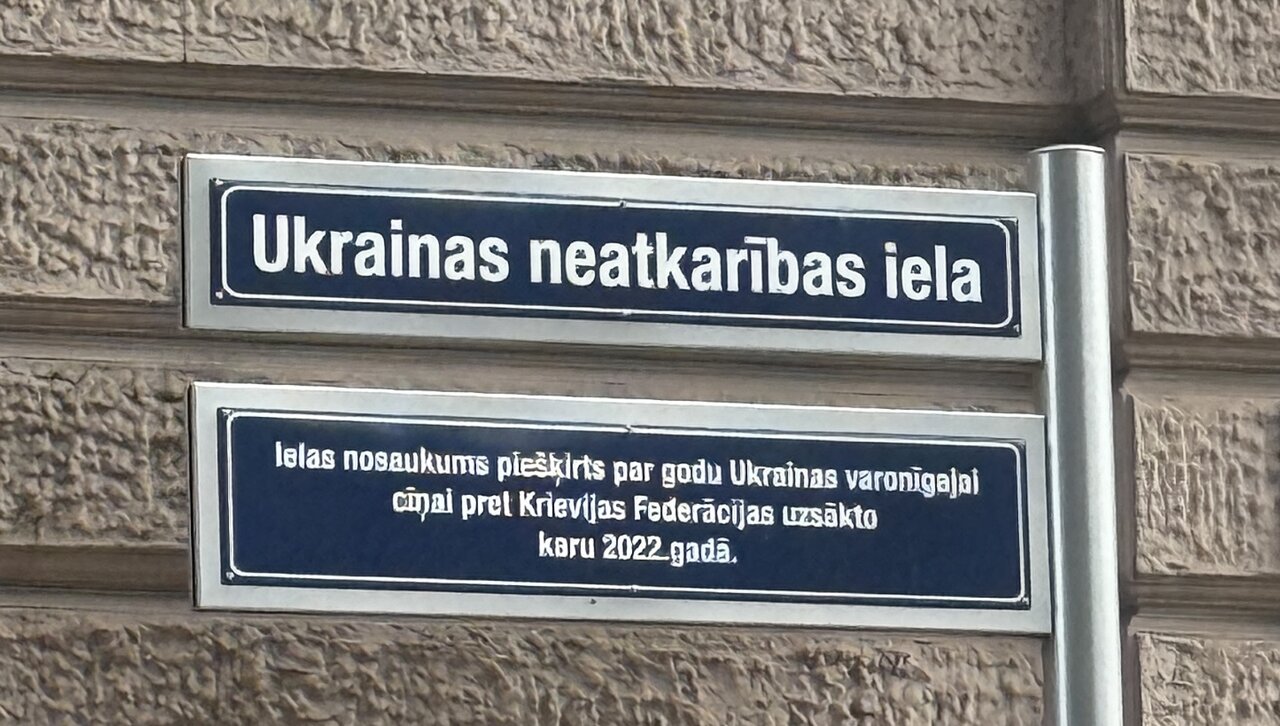 Ukrainas neatkarības iela
Ielas nosaukums piešķirts par godu Ukrainas varonīgajai
cīņai pret Krievijas Federācijas uzsākto
karu 2022.gadā.